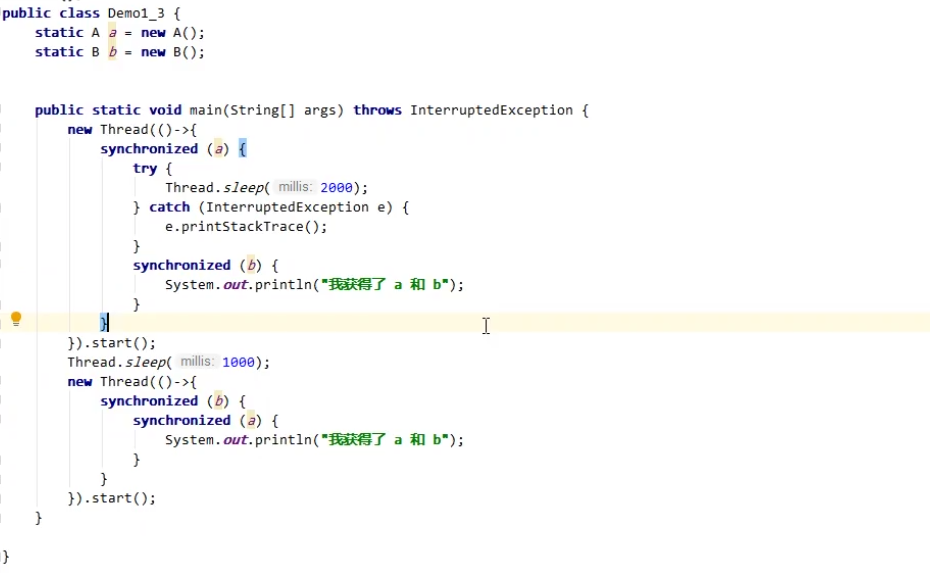 public class Demo1_3 {
static A a = new A();
static B b = new B();
public static void main(String[] args) throws InterruptedException {
new Thread(()->{
synchronized (a) {
try {
Thread.sleep( millis: 2000);
} catch (InterruptedException e) {
e.printStackTrace();
}
synchronized (b) {
System.out.println("我获得了 a 和 b");
}
}
}).start();
Thread.sleep( millis: 1000);
new Thread(()->{
synchronized (b) {
synchronized (a) {
System.out.println("我获得了 a 和 b");
}
}
}).start();
}
}